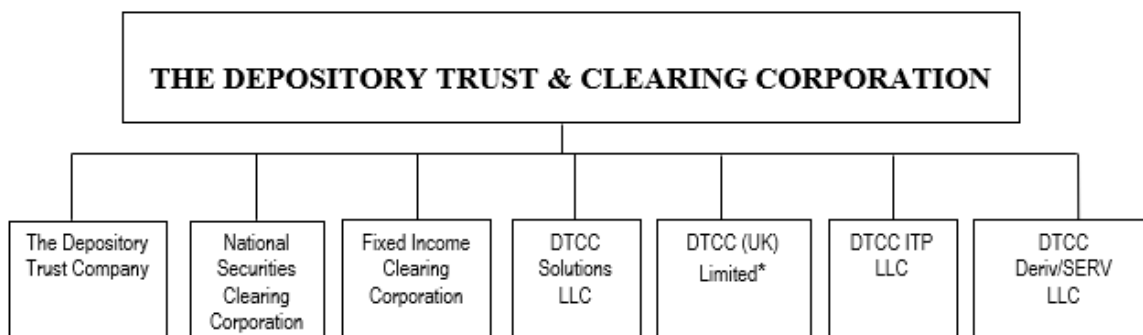 THE DEPOSITORY TRUST & CLEARING CORPORATION
The Depository
Trust Company
National
Securities
Clearing
Corporation
Fixed Income
Clearing
Corporation
DTCC
Solutions
LLC
DTCC (UK)
Limited*
DTCC ITP
LLC
DTCC
Deriv/SERV
LLC